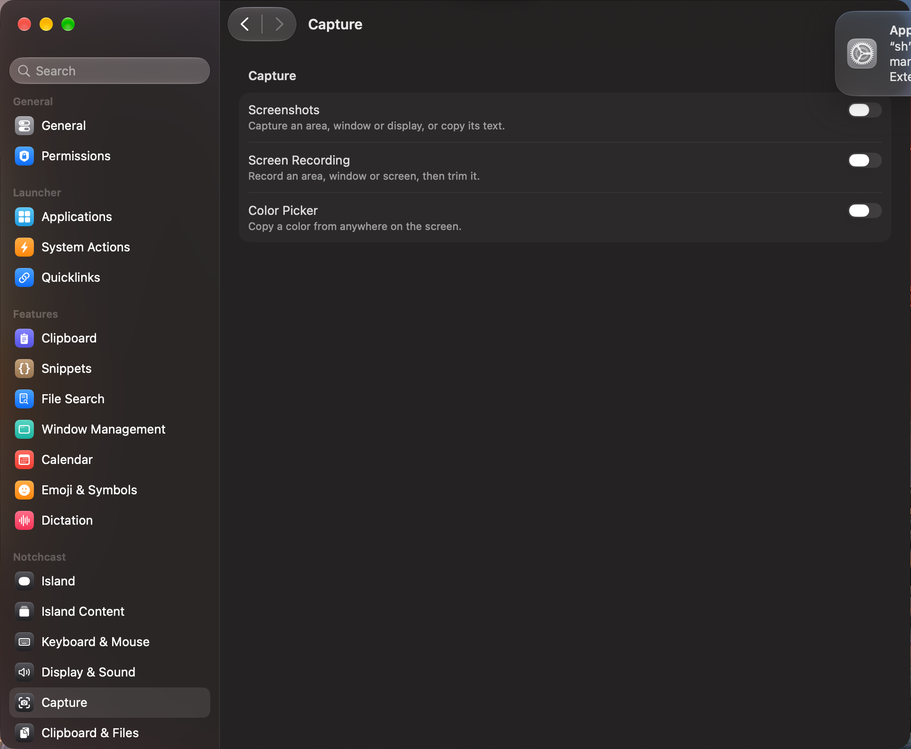 Search
General
General
Permissions
Launcher
Applications
System Actions
Quicklinks
Features
Clipboard
Snippets
File Search
Window Management
Calendar
Emoji & Symbols
Dictation
Notchcast
Island
Island Content
Keyboard & Mouse
Display & Sound
Capture
Clipboard & Files
Capture
Capture
Screenshots
Capture an area, window or display, or copy its text.
Screen Recording
Record an area, window or screen, then trim it.
Color Picker
Copy a color from anywhere on the screen.
App
“sh”